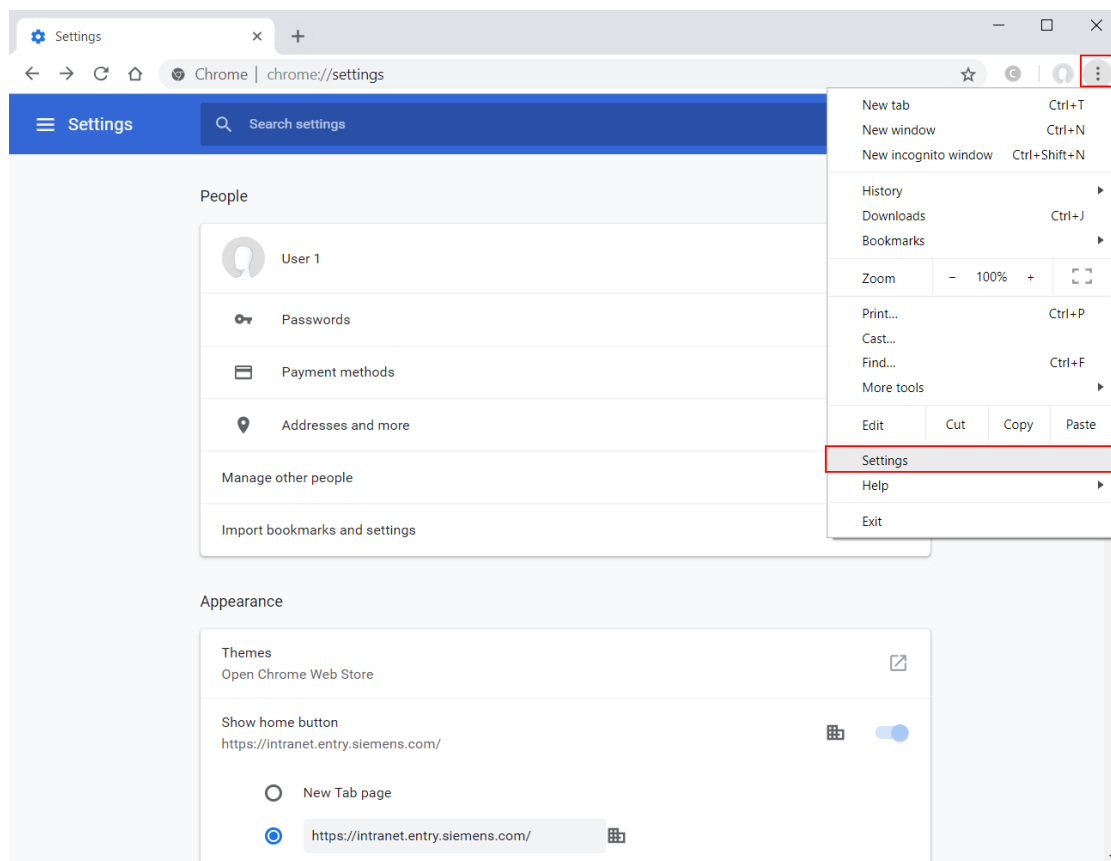 Settings
Chrome | chrome://settings
Settings
Search settings
New tab Ctrl+T
New window Ctrl+N
New incognito window Ctrl+Shift+N
History
Downloads Ctrl+J
Bookmarks
Zoom - 100% +
Print... Ctrl+P
Cast...
Find... Ctrl+F
More tools
Edit Cut Copy Paste
Settings
Help
Exit
People
User 1
Passwords
Payment methods
Addresses and more
Manage other people
Import bookmarks and settings
Appearance
Themes
Open Chrome Web Store
Show home button
https://intranet.entry.siemens.com/
New Tab page
https://intranet.entry.siemens.com/